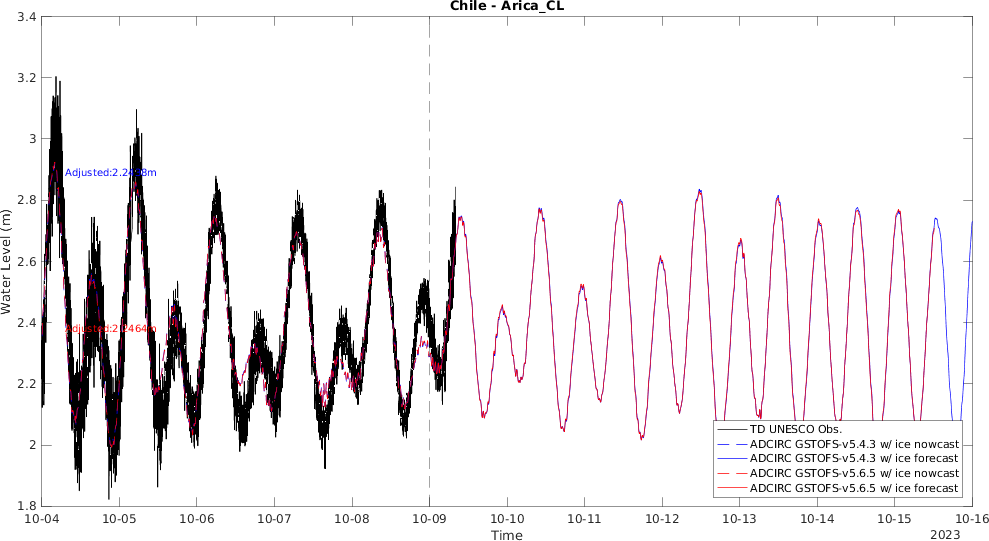 Chile - Arica_CL
Water Level (m)
3.4
3.2
3
2.8
2.6
2.4
2.2
2
1.8
Adjusted:2.2
Adjusted:2.2464m
10-04
10-05
10-06
10-07
10-08
10-09
10-10
10-11
10-12
10-13
10-14
10-15
10-16
Time
2023
TD UNESCO Obs.
ADCIRC GSTOFS-v5.4.3 w/ ice nowcast
ADCIRC GSTOFS-v5.4.3 w/ ice forecast
ADCIRC GSTOFS-v5.6.5 w/ ice nowcast
ADCIRC GSTOFS-v5.6.5 w/ ice forecast